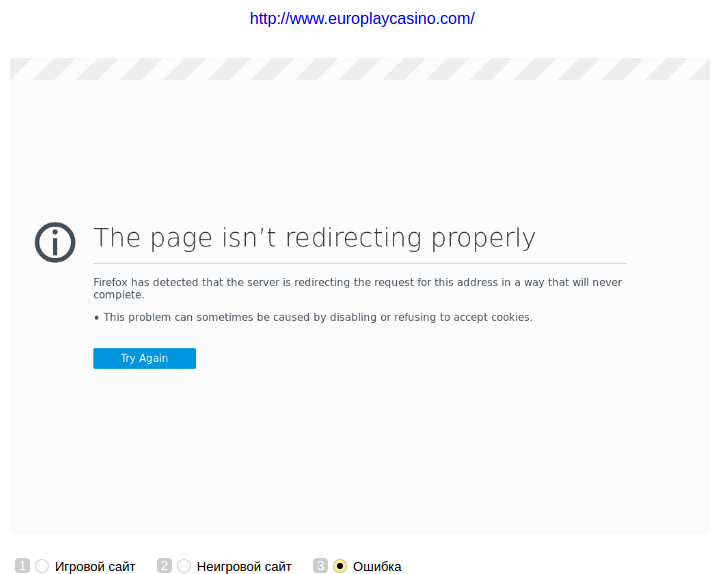 http://www.europlaycasino.com/
The page isn't redirecting properly
Firefox has detected that the server is redirecting the request for this address in a way that will never
complete.
• This problem can sometimes be caused by disabling or refusing to accept cookies.
Try Again
1 Игровой сайт 2 Неигровой сайт 3 Ошибка